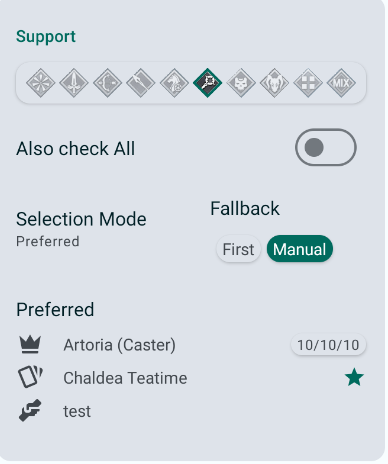 Support
MIX
Also check All
Selection Mode
Preferred
Fallback
First
Manual
Preferred
Artoria (Caster)
10/10/10
Chaldea Teatime
test